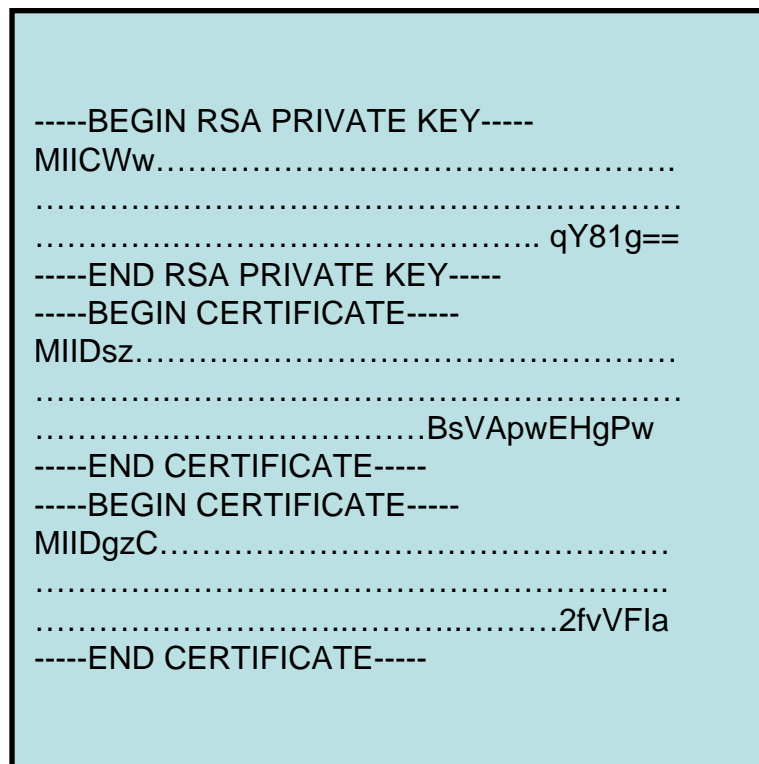 -----BEGIN RSA PRIVATE KEY-----
MIICWw………………………………………….
………….…………………………………………
………….…………………………….. qY81g==
-----END RSA PRIVATE KEY-----
-----BEGIN CERTIFICATE-----
MIIDsz……………………………………………
………….…………………………………………
………….……………………BsVApwEHgPw
-----END CERTIFICATE-----
-----BEGIN CERTIFICATE-----
MIIDgzC…………………………………………
………….………………………………………..
………….……………...……….………2fvVFIa
-----END CERTIFICATE-----